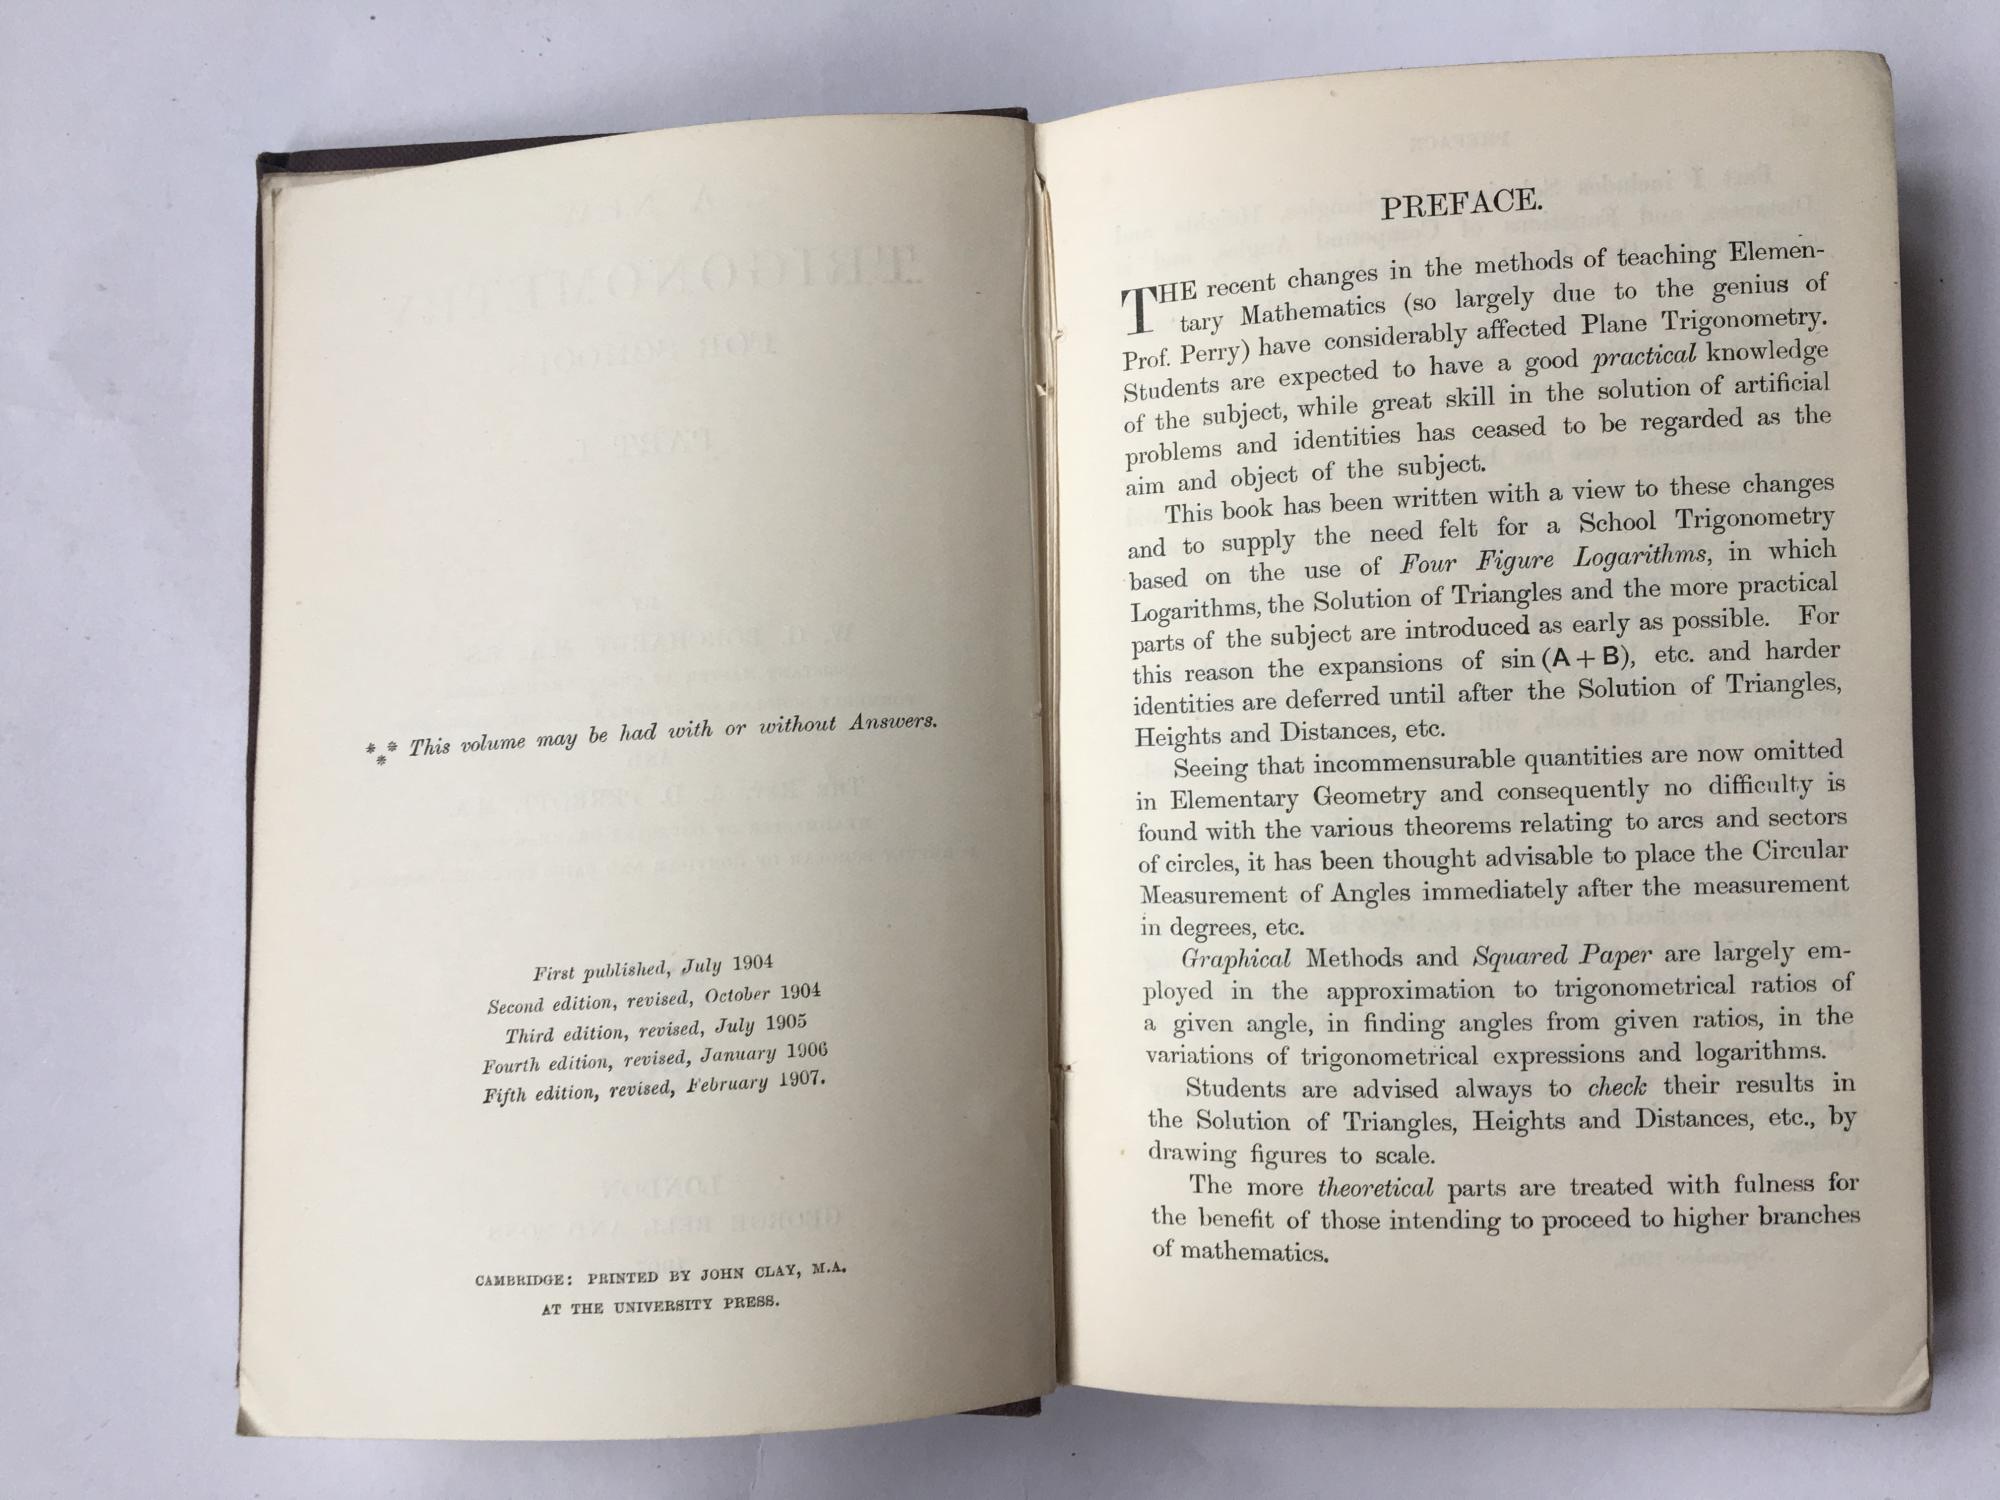 *** This volume may be had with or without Answers.
First published, July 1904
Second edition, revised, October 1904
Third edition, revised, July 1905
Fourth edition, revised, January 1906
Fifth edition, revised, February 1907.
CAMBRIDGE: PRINTED BY JOHN CLAY, M.A.
AT THE UNIVERSITY PRESS.
PREFACE.
THE recent changes in the methods of teaching Elemen-
tary Mathematics (so largely due to the genius of
Prof. Perry) have considerably affected Plane Trigonometry.
Students are expected to have a good practical knowledge
of the subject, while great skill in the solution of artificial
problems and identities has ceased to be regarded as the
aim and object of the subject.
This book has been written with a view to these changes
and to supply the need felt for a School Trigonometry
based on the use of Four Figure Logarithms, in which
Logarithms, the Solution of Triangles and the more practical
parts of the subject are introduced as early as possible. For
this reason the expansions of sin (A + B), etc. and harder
identities are deferred until after the Solution of Triangles,
Heights and Distances, etc.
Seeing that incommensurable quantities are now omitted
in Elementary Geometry and consequently no difficulty is
found with the various theorems relating to arcs and sectors
of circles, it has been thought advisable to place the Circular
Measurement of Angles immediately after the measurement
in degrees, etc.
Graphical Methods and Squared Paper are largely em-
ployed in the approximation to trigonometrical ratios of
a given angle, in finding angles from given ratios, in the
variations of trigonometrical expressions and logarithms.
Students are advised always to check their results in
the Solution of Triangles, Heights and Distances, etc., by
drawing figures to scale.
The more theoretical parts are treated with fulness for
the benefit of those intending to proceed to higher branches
of mathematics.